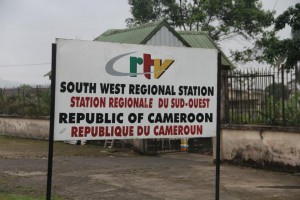 crtv
SOUTH WEST REGIONAL STATION
STATION REGIONALE DU SUD-OUEST
REPUBLIC OF CAMEROON
REPUBLIQUE DU CAMEROUN